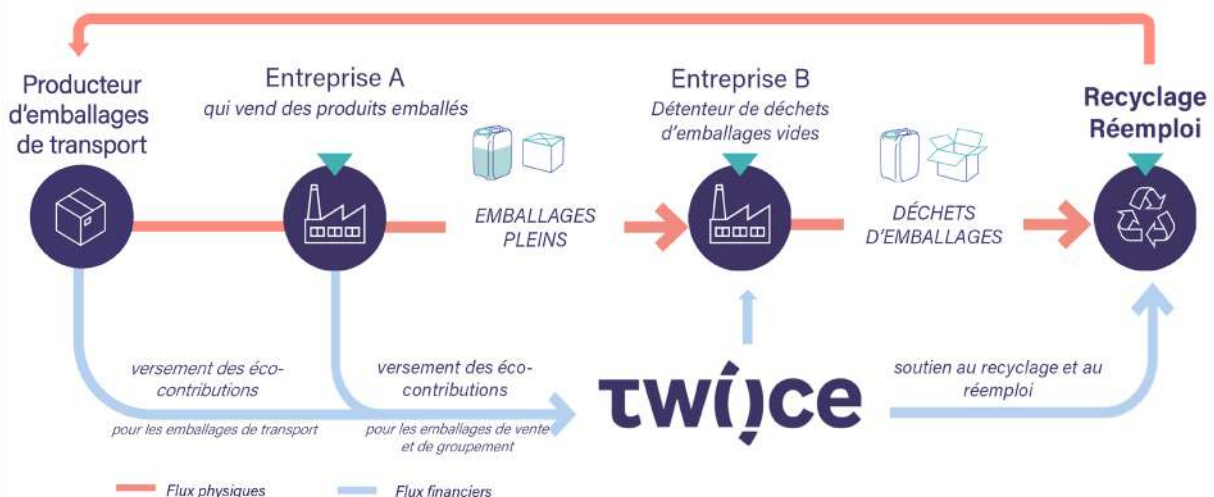 Producteur
d'emballages
de transport
Entreprise A
qui vend des produits emballés
Entreprise B
Détenteur de déchets
d'emballages vides
Recyclage
Réemploi
EMBALLAGES
PLEINS
DÉCHETS
D'EMBALLAGES
versement des éco-
contributions
pour les emballages de transport
versement des éco-
contributions
pour les emballages de vente
et de groupement
twiice
soutien au recyclage et au
réemploi
Flux physiques
Flux financiers